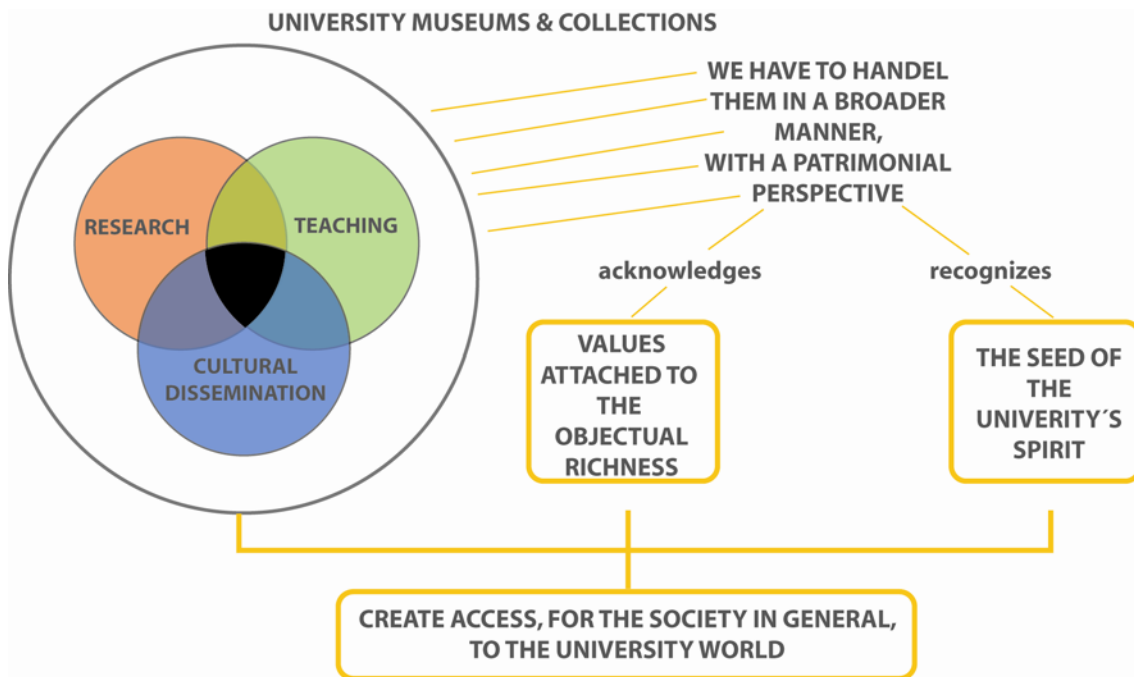 UNIVERSITY MUSEUMS & COLLECTIONS
WE HAVE TO HANDEL
THEM IN A BROADER
MANNER,
WITH A PATRIMONIAL
PERSPECTIVE
RESEARCH
TEACHING
CULTURAL
DISSEMINATION
acknowledges
recognizes
VALUES
ATTACHED TO
THE
OBJECTUAL
RICHNESS
THE SEED OF
THE
UNIVERITY´S
SPIRIT
CREATE ACCESS, FOR THE SOCIETY IN GENERAL,
TO THE UNIVERSITY WORLD